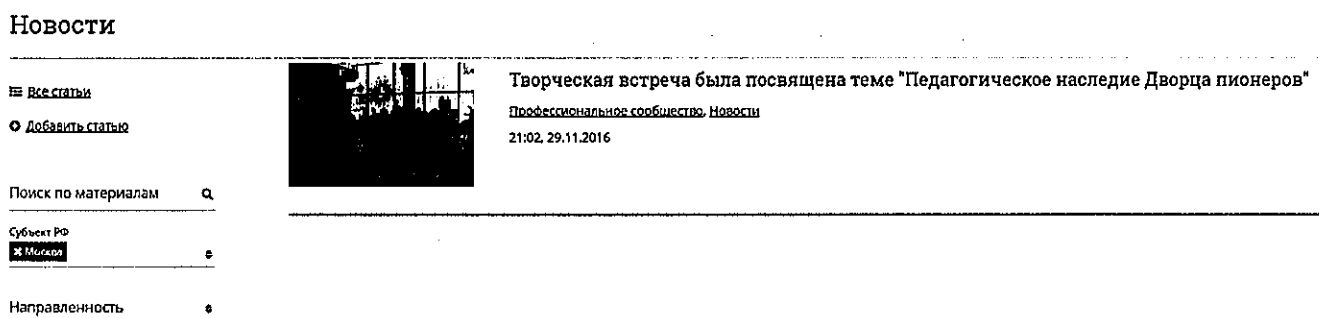 Новости
Все статьи
Добавить статью
Поиск по материалам
Субъект РФ
Москва
Направленность
Творческая встреча была посвящена теме "Педагогическое наследие Дворца пионеров"
Профессиональное сообщество, Новости
21:02, 29.11.2016